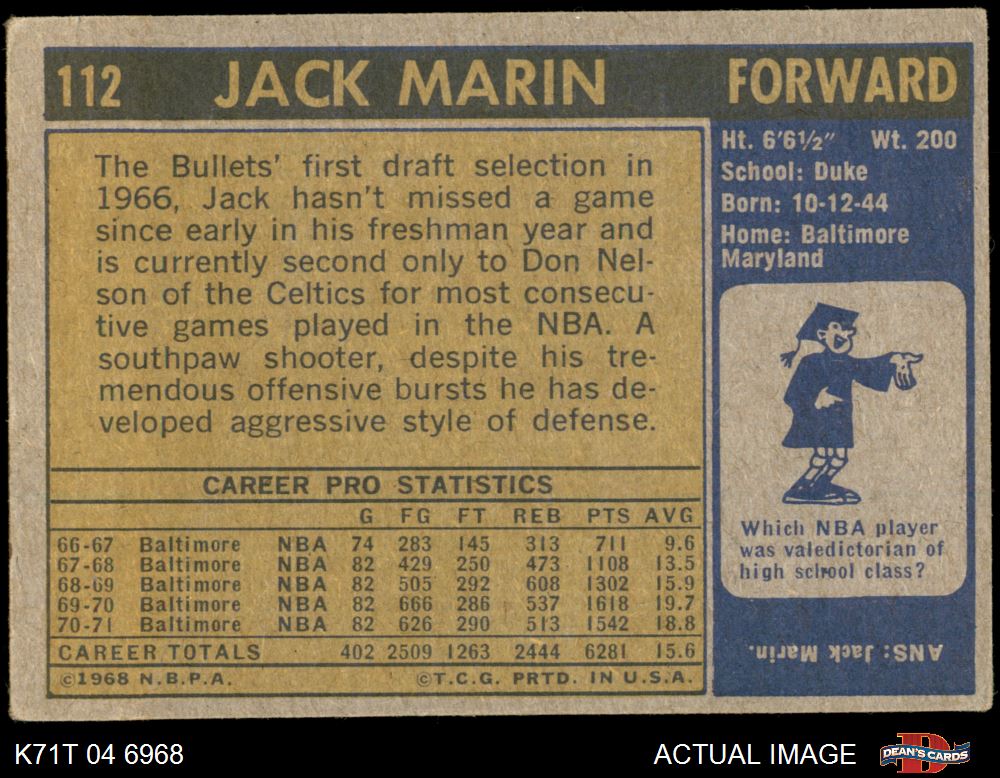 112 JACK MARIN FORWARD
The Bullets' first draft selection in
1966, Jack hasn't missed a game
since early in his freshman year and
is currently second only to Don Nel-
son of the Celtics for most consecu-
tive games played in the NBA. A
southpaw shooter, despite his tre-
mendous offensive bursts he has de-
veloped aggressive style of defense.
CAREER PRO STATISTICS
G FG FT REB PTS AVG
66-67 Baltimore NBA 74 283 145 313 711 9.6
67-68 Baltimore NBA 82 429 250 473 1108 13.5
68-69 Baltimore NBA 82 505 292 608 1302 15.9
69-70 Baltimore NBA 82 666 286 537 1618 19.7
70-71 Baltimore NBA 82 626 290 513 1542 18.8
CAREER TOTALS 402 2509 1263 2444 6281 15.6
©1968 N.B.P.A. ©T.C.G. PRTD. IN U.S.A.
Ht. 6'6½" Wt. 200
School: Duke
Born: 10-12-44
Home: Baltimore
Maryland
Which NBA player
was valedictorian of
high school class?
ANS: Jack Marin.
K71T 04 6968 ACTUAL IMAGE
D
DEAN'S CARDS